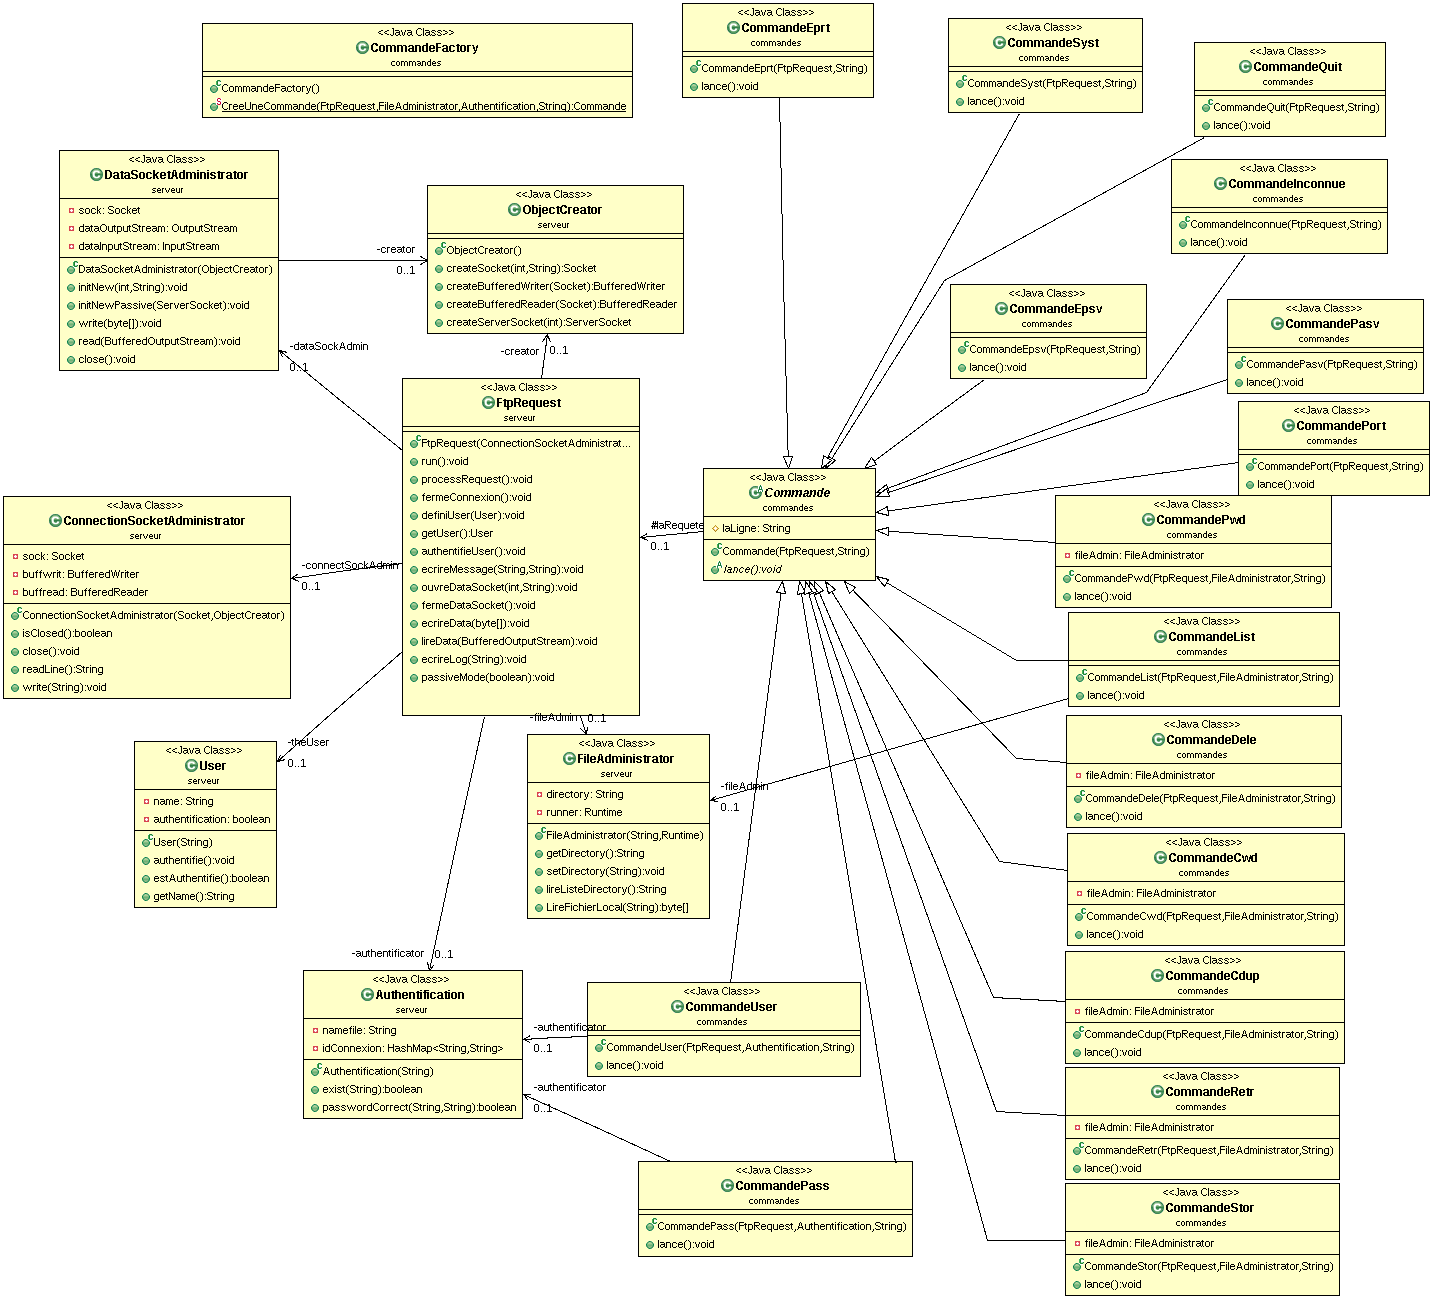 <<Java Class>>
CommandeFactory
commandes
CommandeFactory()
CreeUneCommande(FtpRequest,FileAdministrator,Authentification,String):Commande
<<Java Class>>
CommandeEprt
commandes
CommandeEprt(FtpRequest,String)
lance():void
<<Java Class>>
CommandeSyst
commandes
CommandeSyst(FtpRequest,String)
lance():void
<<Java Class>>
CommandeQuit
commandes
CommandeQuit(FtpRequest,String)
lance():void
<<Java Class>>
DataSocketAdministrator
serveur
sock: Socket
dataOutputStream: OutputStream
dataInputStream: InputStream
DataSocketAdministrator(ObjectCreator)
initNew(int,String):void
initNewPassive(ServerSocket):void
write(byte[]):void
read(BufferedOutputStream):void
close():void
-creator
0..1
<<Java Class>>
ObjectCreator
serveur
ObjectCreator()
createSocket(int,String):Socket
createBufferedWriter(Socket):BufferedWriter
createBufferedReader(Socket):BufferedReader
createServerSocket(int):ServerSocket
<<Java Class>>
CommandeInconnue
commandes
CommandeInconnue(FtpRequest,String)
lance():void
<<Java Class>>
CommandeEpsv
commandes
CommandeEpsv(FtpRequest,String)
lance():void
<<Java Class>>
CommandePasv
commandes
CommandePasv(FtpRequest,String)
lance():void
-dataSockAdmin
0..1
-creator
0..1
<<Java Class>>
FtpRequest
serveur
FtpRequest(ConnectionSocketAdministrat...
run():void
processRequest():void
fermeConnexion():void
definiUser(User):void
getUser():User
authentifieUser():void
ecrireMessage(String,String):void
ouvreDataSocket(int,String):void
fermeDataSocket():void
ecrireData(byte[]):void
lireData(BufferedOutputStream):void
ecrireLog(String):void
passiveMode(boolean):void
<<Java Class>>
CommandePort
commandes
CommandePort(FtpRequest,String)
lance():void
<<Java Class>>
Commande
commandes
laLigne: String
Commande(FtpRequest,String)
lance():void
#laRequete
0..1
<<Java Class>>
ConnectionSocketAdministrator
serveur
sock: Socket
buffwrit: BufferedWriter
buffread: BufferedReader
ConnectionSocketAdministrator(Socket,ObjectCreator)
isClosed():boolean
close():void
readLine():String
write(String):void
-connectSockAdmin
0..1
<<Java Class>>
CommandePwd
commandes
fileAdmin: FileAdministrator
CommandePwd(FtpRequest,FileAdministrator,String)
lance():void
<<Java Class>>
CommandeList
commandes
CommandeList(FtpRequest,FileAdministrator,String)
lance():void
<<Java Class>>
User
serveur
name: String
authentification: boolean
User(String)
authentifie():void
estAuthentifie():boolean
getName():String
-theUser
0..1
-fileAdmin
0..1
<<Java Class>>
FileAdministrator
serveur
directory: String
runner: Runtime
FileAdministrator(String,Runtime)
getDirectory():String
setDirectory(String):void
lireListeDirectory():String
LireFichierLocal(String):byte[]
-fileAdmin
0..1
<<Java Class>>
CommandeDele
commandes
fileAdmin: FileAdministrator
CommandeDele(FtpRequest,FileAdministrator,String)
lance():void
<<Java Class>>
CommandeCwd
commandes
fileAdmin: FileAdministrator
CommandeCwd(FtpRequest,FileAdministrator,String)
lance():void
-authentificator
0..1
<<Java Class>>
Authentification
serveur
namefile: String
idConnexion: HashMap<String,String>
Authentification(String)
exist(String):boolean
passwordCorrect(String,String):boolean
-authentificator
0..1
-authentificator
0..1
<<Java Class>>
CommandeUser
commandes
CommandeUser(FtpRequest,Authentification,String)
lance():void
<<Java Class>>
CommandeCdup
commandes
fileAdmin: FileAdministrator
CommandeCdup(FtpRequest,FileAdministrator,String)
lance():void
<<Java Class>>
CommandeRetr
commandes
fileAdmin: FileAdministrator
CommandeRetr(FtpRequest,FileAdministrator,String)
lance():void
<<Java Class>>
CommandePass
commandes
CommandePass(FtpRequest,Authentification,String)
lance():void
<<Java Class>>
CommandeStor
commandes
fileAdmin: FileAdministrator
CommandeStor(FtpRequest,FileAdministrator,String)
lance():void